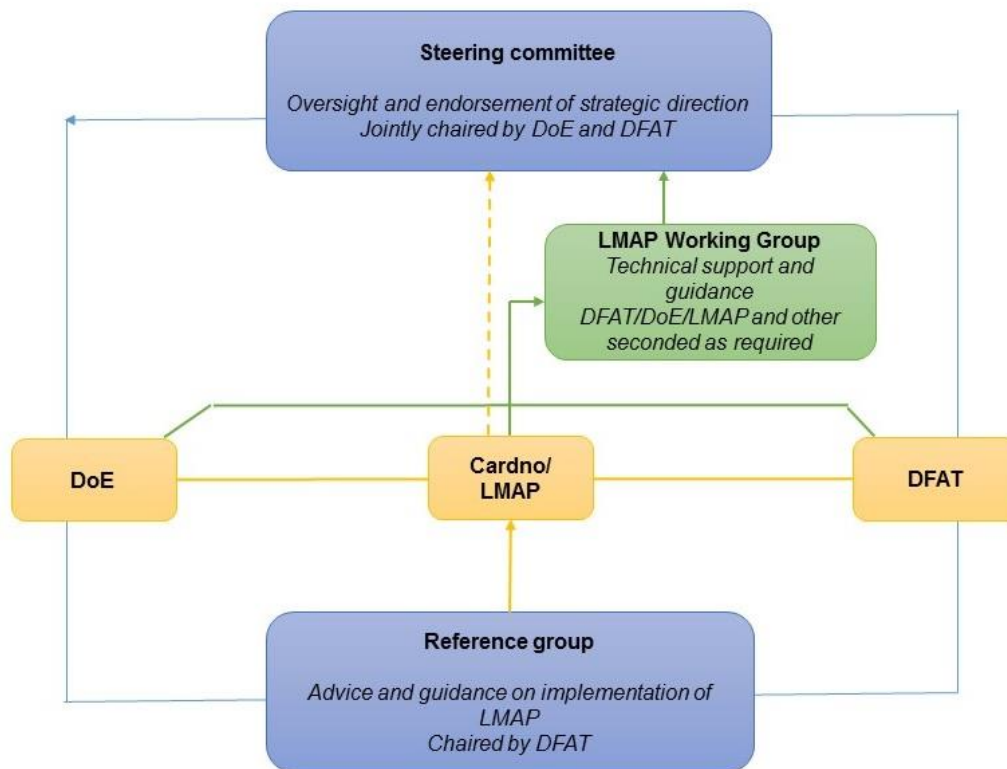 Steering committee
Oversight and endorsement of strategic direction
Jointly chaired by DoE and DFAT
LMAP Working Group
Technical support and
guidance
DFAT/DoE/LMAP and other
seconded as required
DoE
Cardno/
LMAP
DFAT
Reference group
Advice and guidance on implementation of
LMAP
Chaired by DFAT